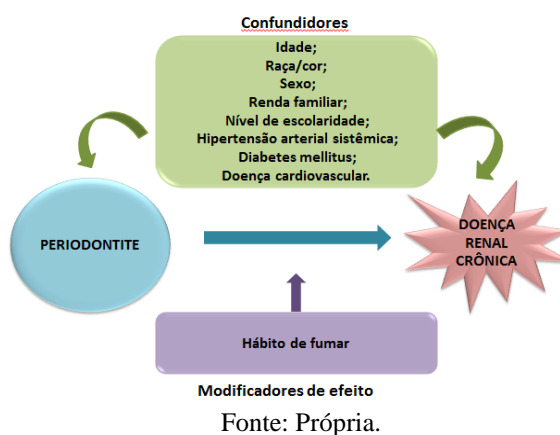 Confundidores
Idade;
Raça/cor;
Sexo;
Renda familiar;
Nível de escolaridade;
Hipertensão arterial sistêmica;
Diabetes mellitus;
Doença cardiovascular.
PERIODONTITE
DOENÇA
RENAL
CRÔNICA
Hábito de fumar
Modificadores de efeito
Fonte: Própria.